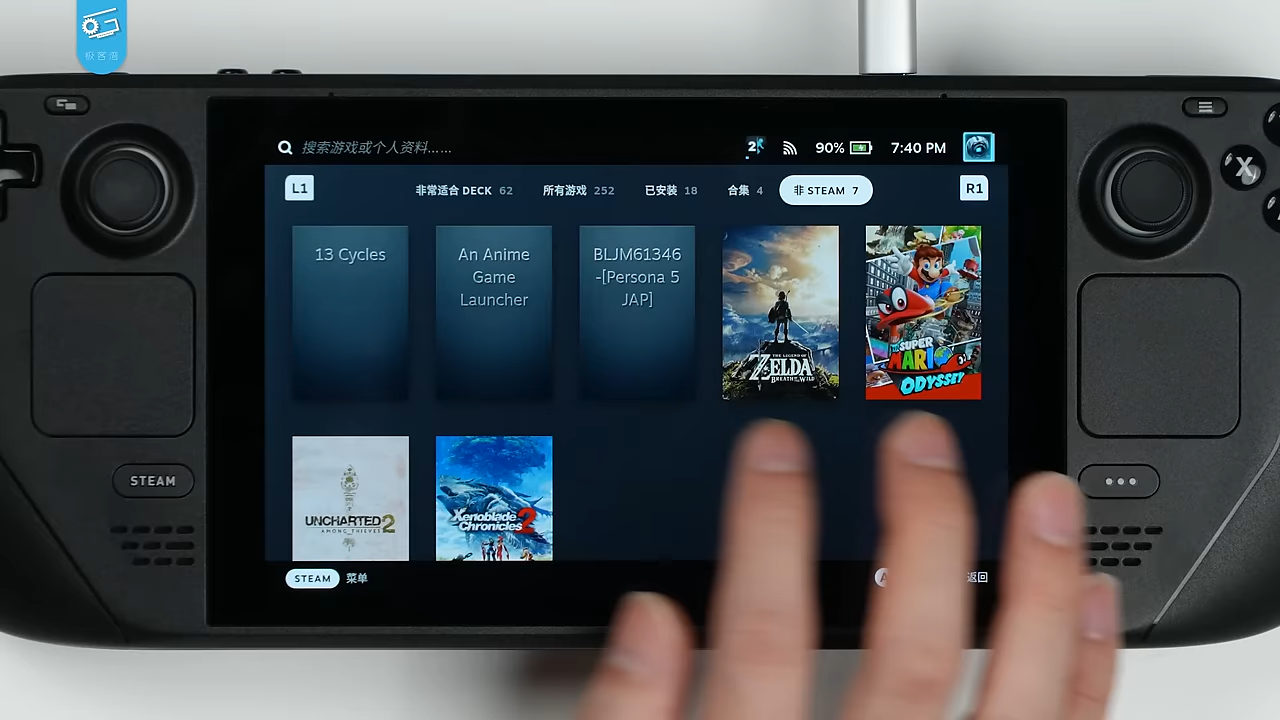 极客湾
搜索游戏或个人资料......
2
90%
7:40 PM
L1
非常适合 DECK 62
所有游戏 252
已安装 18
合集 4
非 STEAM 7
R1
X
13 Cycles
An Anime
Game
Launcher
BLJM61346
-[Persona 5
JAP]
THE LEGEND OF
ZELDA
BREATH OF THE WILD
SUPER
MARIO
ODYSSEY
STEAM
UNCHARTED 2
AMONG THIEVES
Xenoblade
Chronicles 2
STEAM 菜单
A
返回